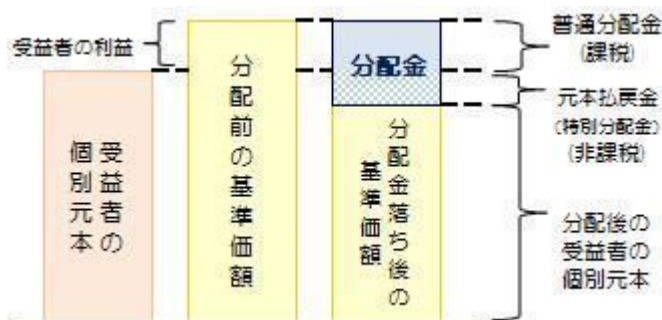 受益者の利益
受益者の
個別元本
分配前の基準価額
分配金
分配金落ち後の
基準価額
普通分配金
(課税)
元本払戻金
(特別分配金)
(非課税)
分配後の
受益者の
個別元本